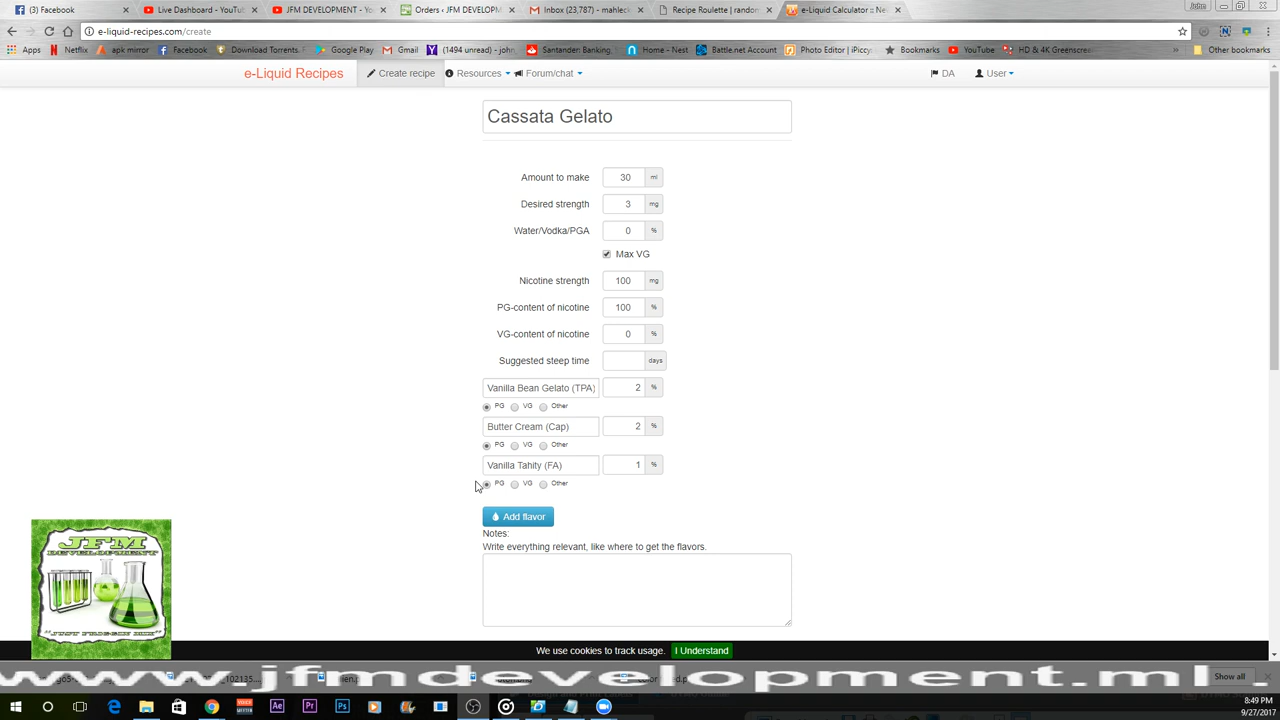 (3) Facebook
Live Dashboard - YouTu
JFM DEVELOPMENT - Yo
Orders ‹ JFM DEVELOPM
Inbox (23,787) - mahlec
Recipe Roulette | random
e-Liquid Calculator :: Ne
John
e-liquid-recipes.com/create
Apps
Netflix
apk mirror
Facebook
Download Torrents.
Google Play
Gmail
(1494 unread) - john
Santander: Banking,
Home - Nest
Battle.net Account
Photo Editor | iPiccy
Bookmarks
YouTube
HD & 4K Greenscre
Other bookmarks
e-Liquid Recipes
Create recipe
Resources
Forum/chat
DA
User
Cassata Gelato
Amount to make 30 ml
Desired strength 3 mg
Water/Vodka/PGA 0 %
Max VG
Nicotine strength 100 mg
PG-content of nicotine 100 %
VG-content of nicotine 0 %
Suggested steep time days
Vanilla Bean Gelato (TPA) 2 %
PG VG Other
Butter Cream (Cap) 2 %
PG VG Other
Vanilla Tahity (FA) 1 %
PG VG Other
Add flavor
Notes:
Write everything relevant, like where to get the flavors.
JFM
DEVELOPMENT
We use cookies to track usage. I Understand
www.jfmdevelopment.ml
Show all
8:49 PM
9/27/2017